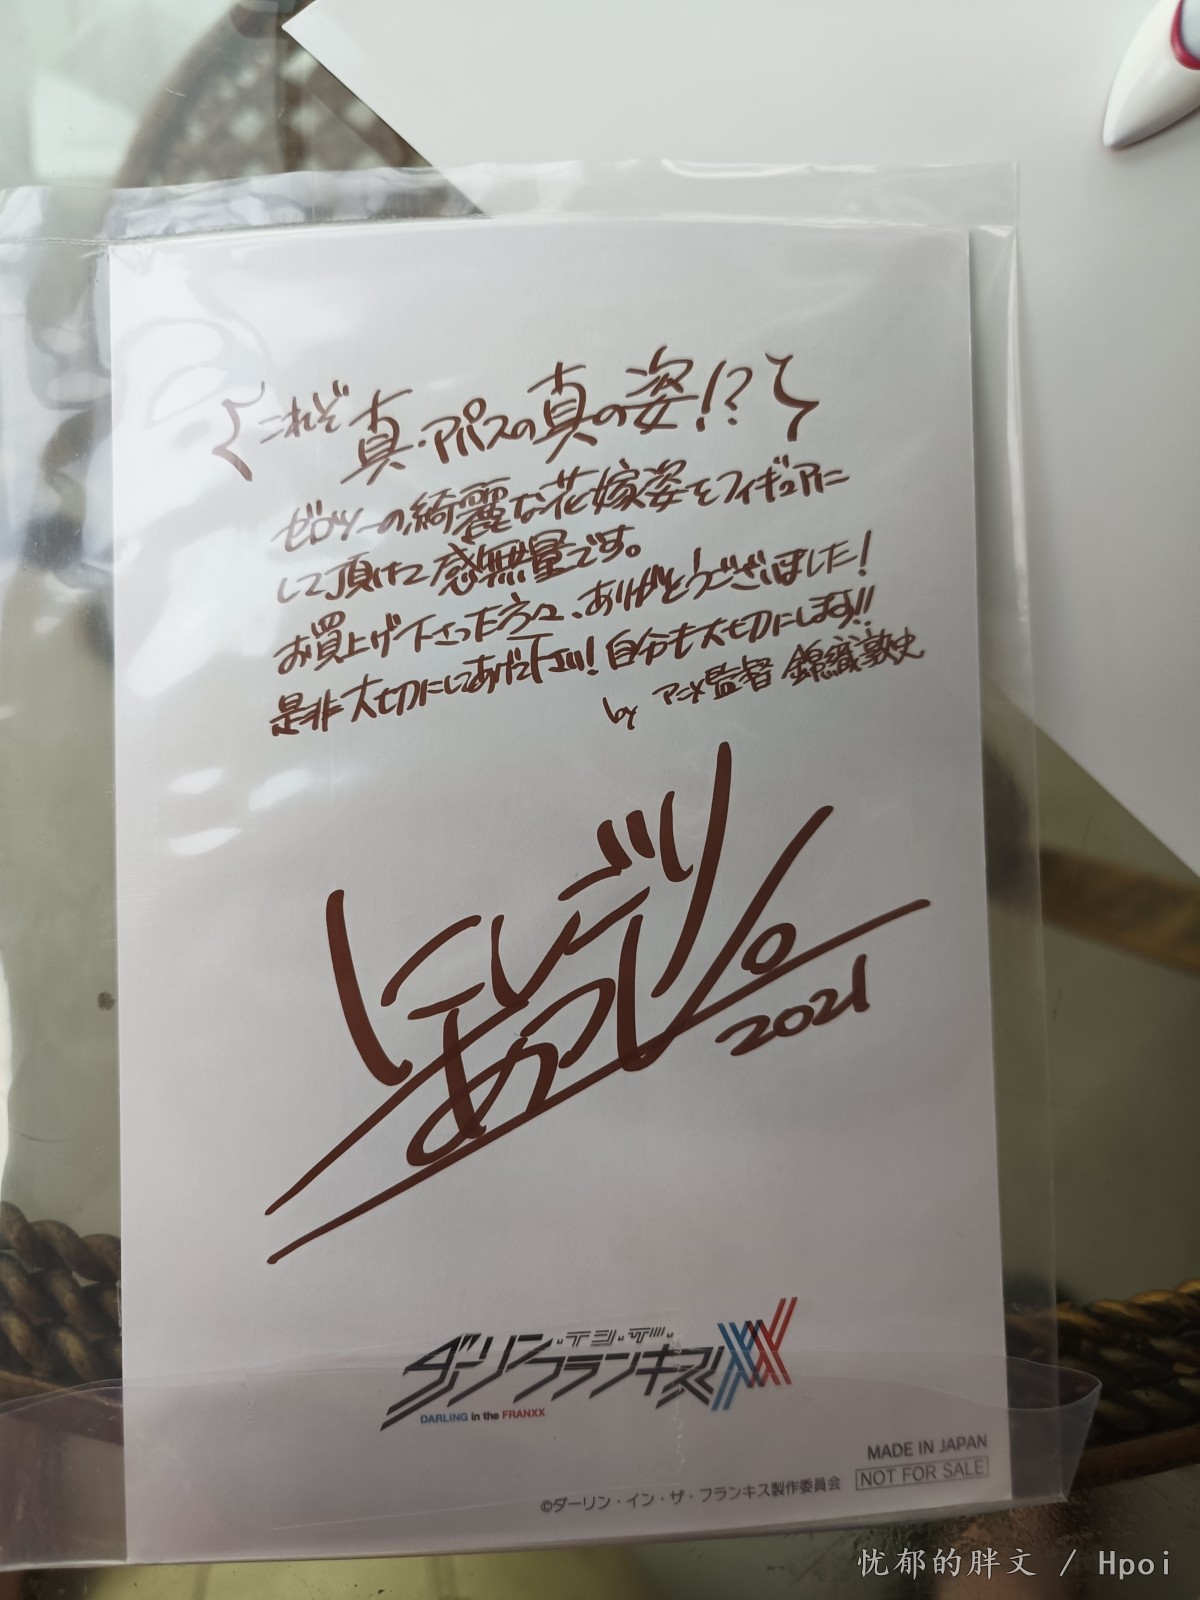 これぞ真・アパスの真の姿!?
ゼロツーの綺麗な花嫁姿をフィギュアに
して頂けて感無量です。
お買上げ下さった方々、ありがとうございました!
是非大切にしてあげて下さい!自分も大切にします!!
by アニメ監督 錦織敦史
にしごり
あつし
2021
ダーリン・イン・ザ・
フランキス
DARLING in the FRANXX
MADE IN JAPAN
NOT FOR SALE
©ダーリン・イン・ザ・フランキス製作委員会
忧郁的胖文 / Hpoi